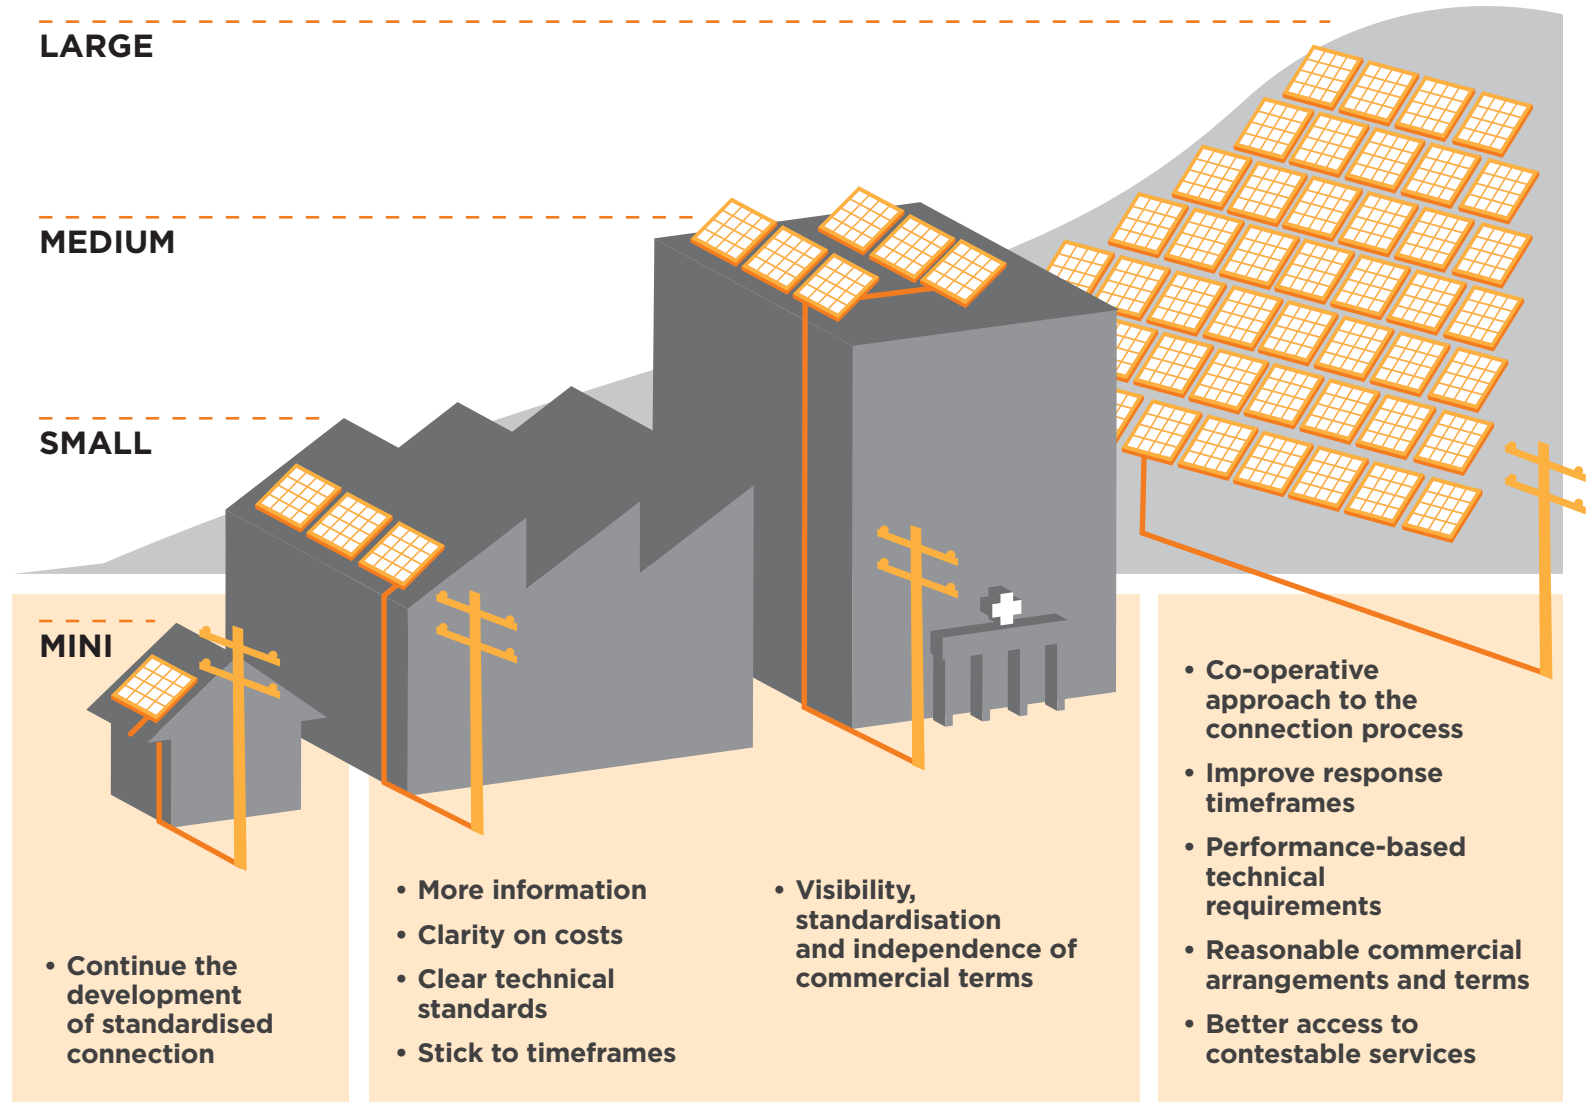 LARGE
MEDIUM
SMALL
MINI
• Continue the
development
of standardised
connection
• More information
• Clarity on costs
• Clear technical
standards
• Stick to timeframes
• Visibility,
standardisation
and independence of
commercial terms
• Co-operative
approach to the
connection process
• Improve response
timeframes
• Performance-based
technical
requirements
• Reasonable commercial
arrangements and terms
• Better access to
contestable services